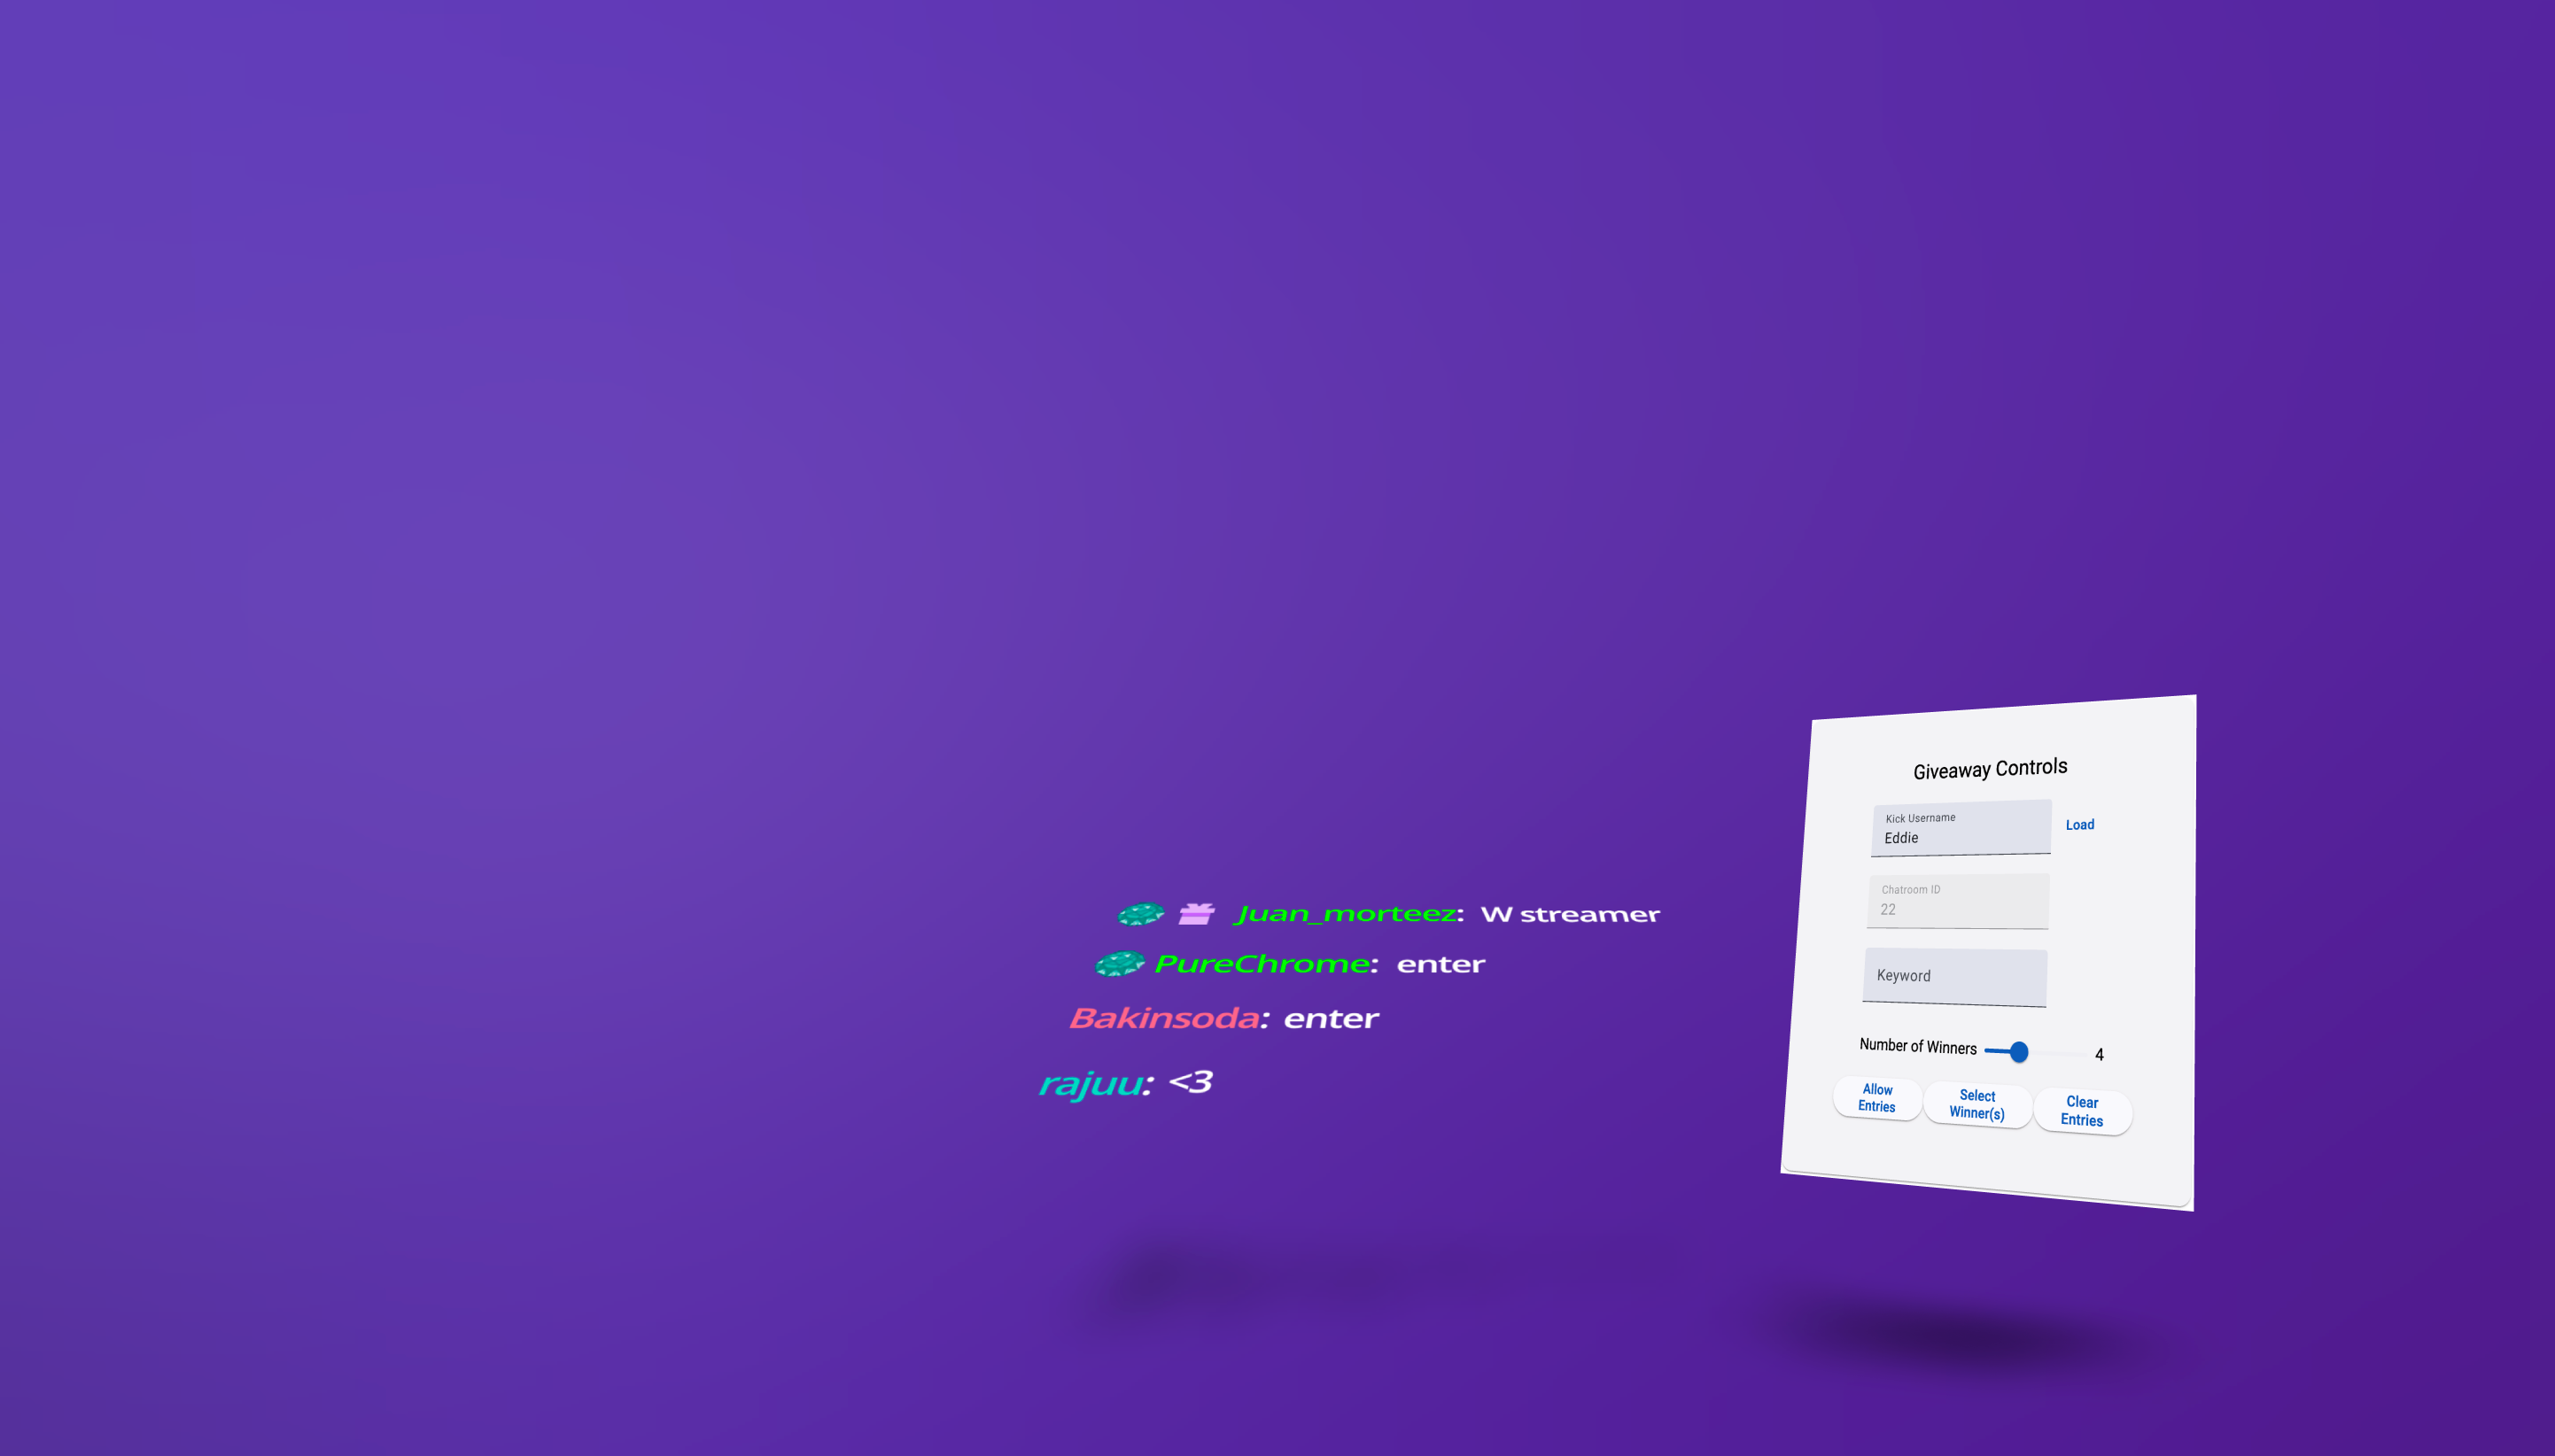 Giveaway Controls
Kick Username
Eddie
Load
Chatroom ID
22
Keyword
Number of Winners 4
Allow
Entries
Select
Winner(s)
Clear
Entries
Juan_morteez: W streamer
PureChrome: enter
Bakinsoda: enter
rajuu: <3